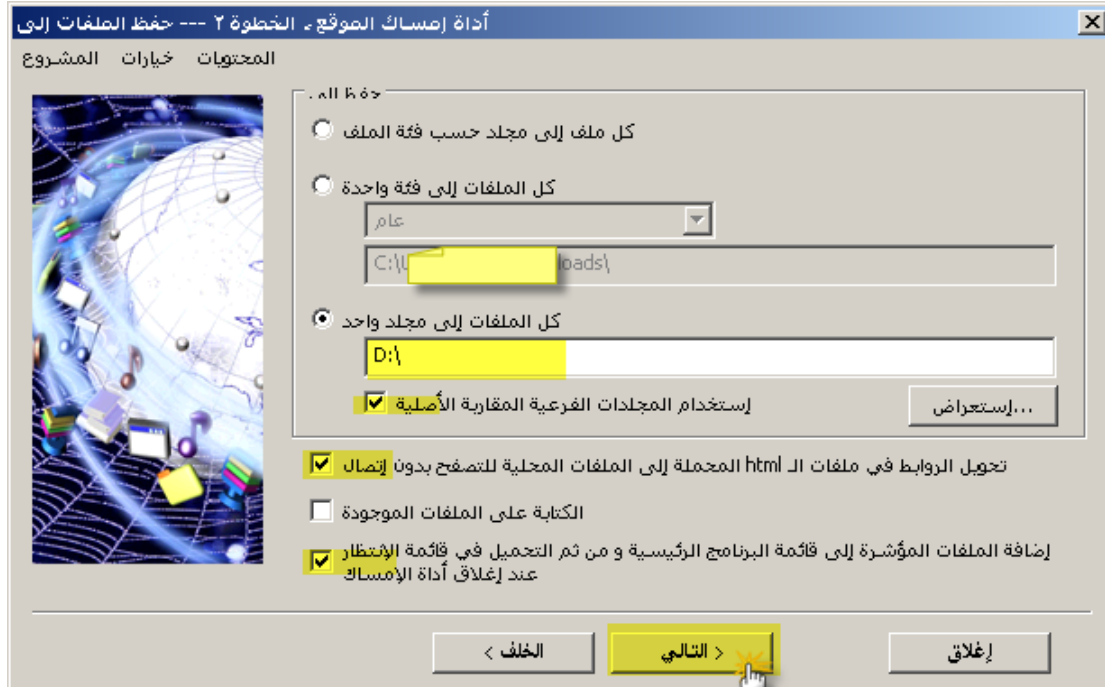 أداة إمساك الموقع ـ الخطوة ٢ --- حفظ الملفات إلى
المحتويات خيارات المشروع
كل ملف إلى مجلد حسب فئة الملف
كل الملفات إلى فئة واحدة
عام
C:\ loads\
كل الملفات إلى مجلد واحد
D:\
إستخدام المجلدات الفرعية المقاربة الأصلية
إستعراض...
تحويل الروابط في ملفات الـ html المحملة إلى الملفات المحلية للتصفح بدون إتصال
الكتابة على الملفات الموجودة
إضافة الملفات المؤشرة إلى قائمة البرنامج الرئيسية و من ثم التحميل في قائمة الإنتظار
عند إغلاق أداة الإمساك
الخلف >
< التالي
إغلاق